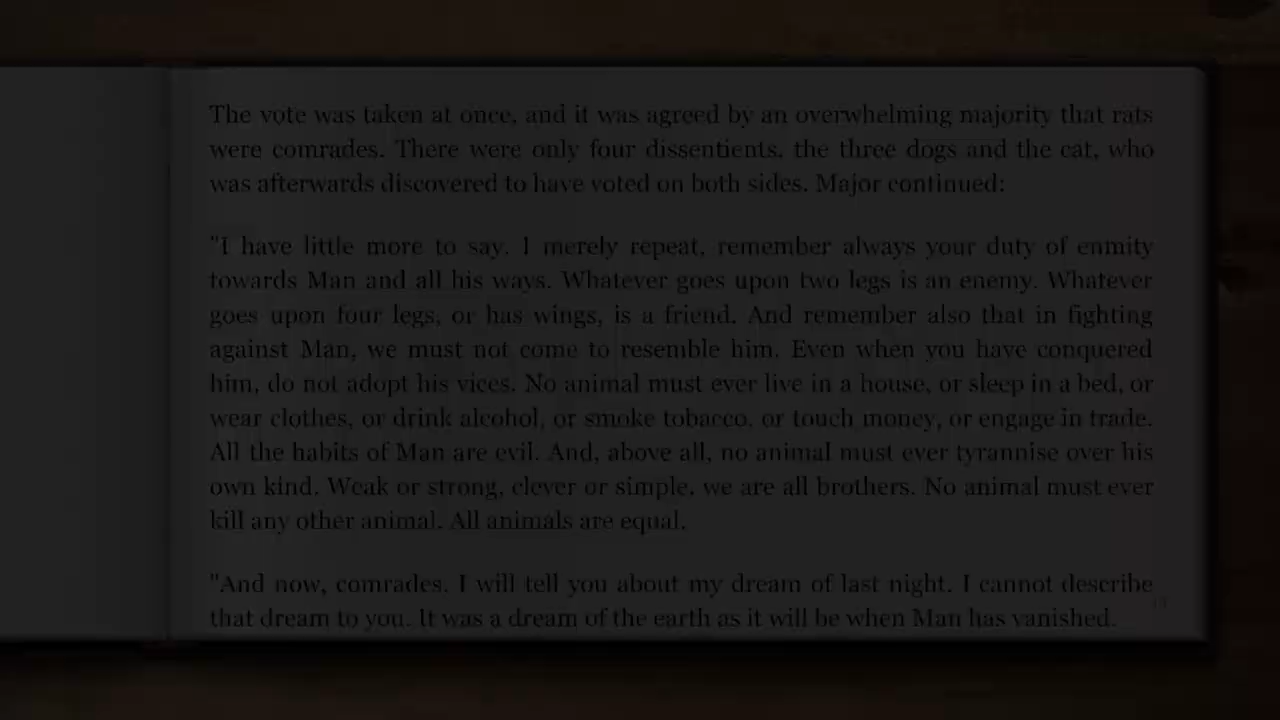 The vote was taken at once, and it was agreed by an overwhelming majority that rats
were comrades. There were only four dissentients, the three dogs and the cat, who
was afterwards discovered to have voted on both sides. Major continued:
"I have little more to say. I merely repeat, remember always your duty of enmity
towards Man and all his ways. Whatever goes upon two legs is an enemy. Whatever
goes upon four legs, or has wings, is a friend. And remember also that in fighting
against Man, we must not come to resemble him. Even when you have conquered
him, do not adopt his vices. No animal must ever live in a house, or sleep in a bed, or
wear clothes, or drink alcohol, or smoke tobacco, or touch money, or engage in trade.
All the habits of Man are evil. And, above all, no animal must ever tyrannise over his
own kind. Weak or strong, clever or simple, we are all brothers. No animal must ever
kill any other animal. All animals are equal.
"And now, comrades, I will tell you about my dream of last night. I cannot describe
that dream to you. It was a dream of the earth as it will be when Man has vanished.